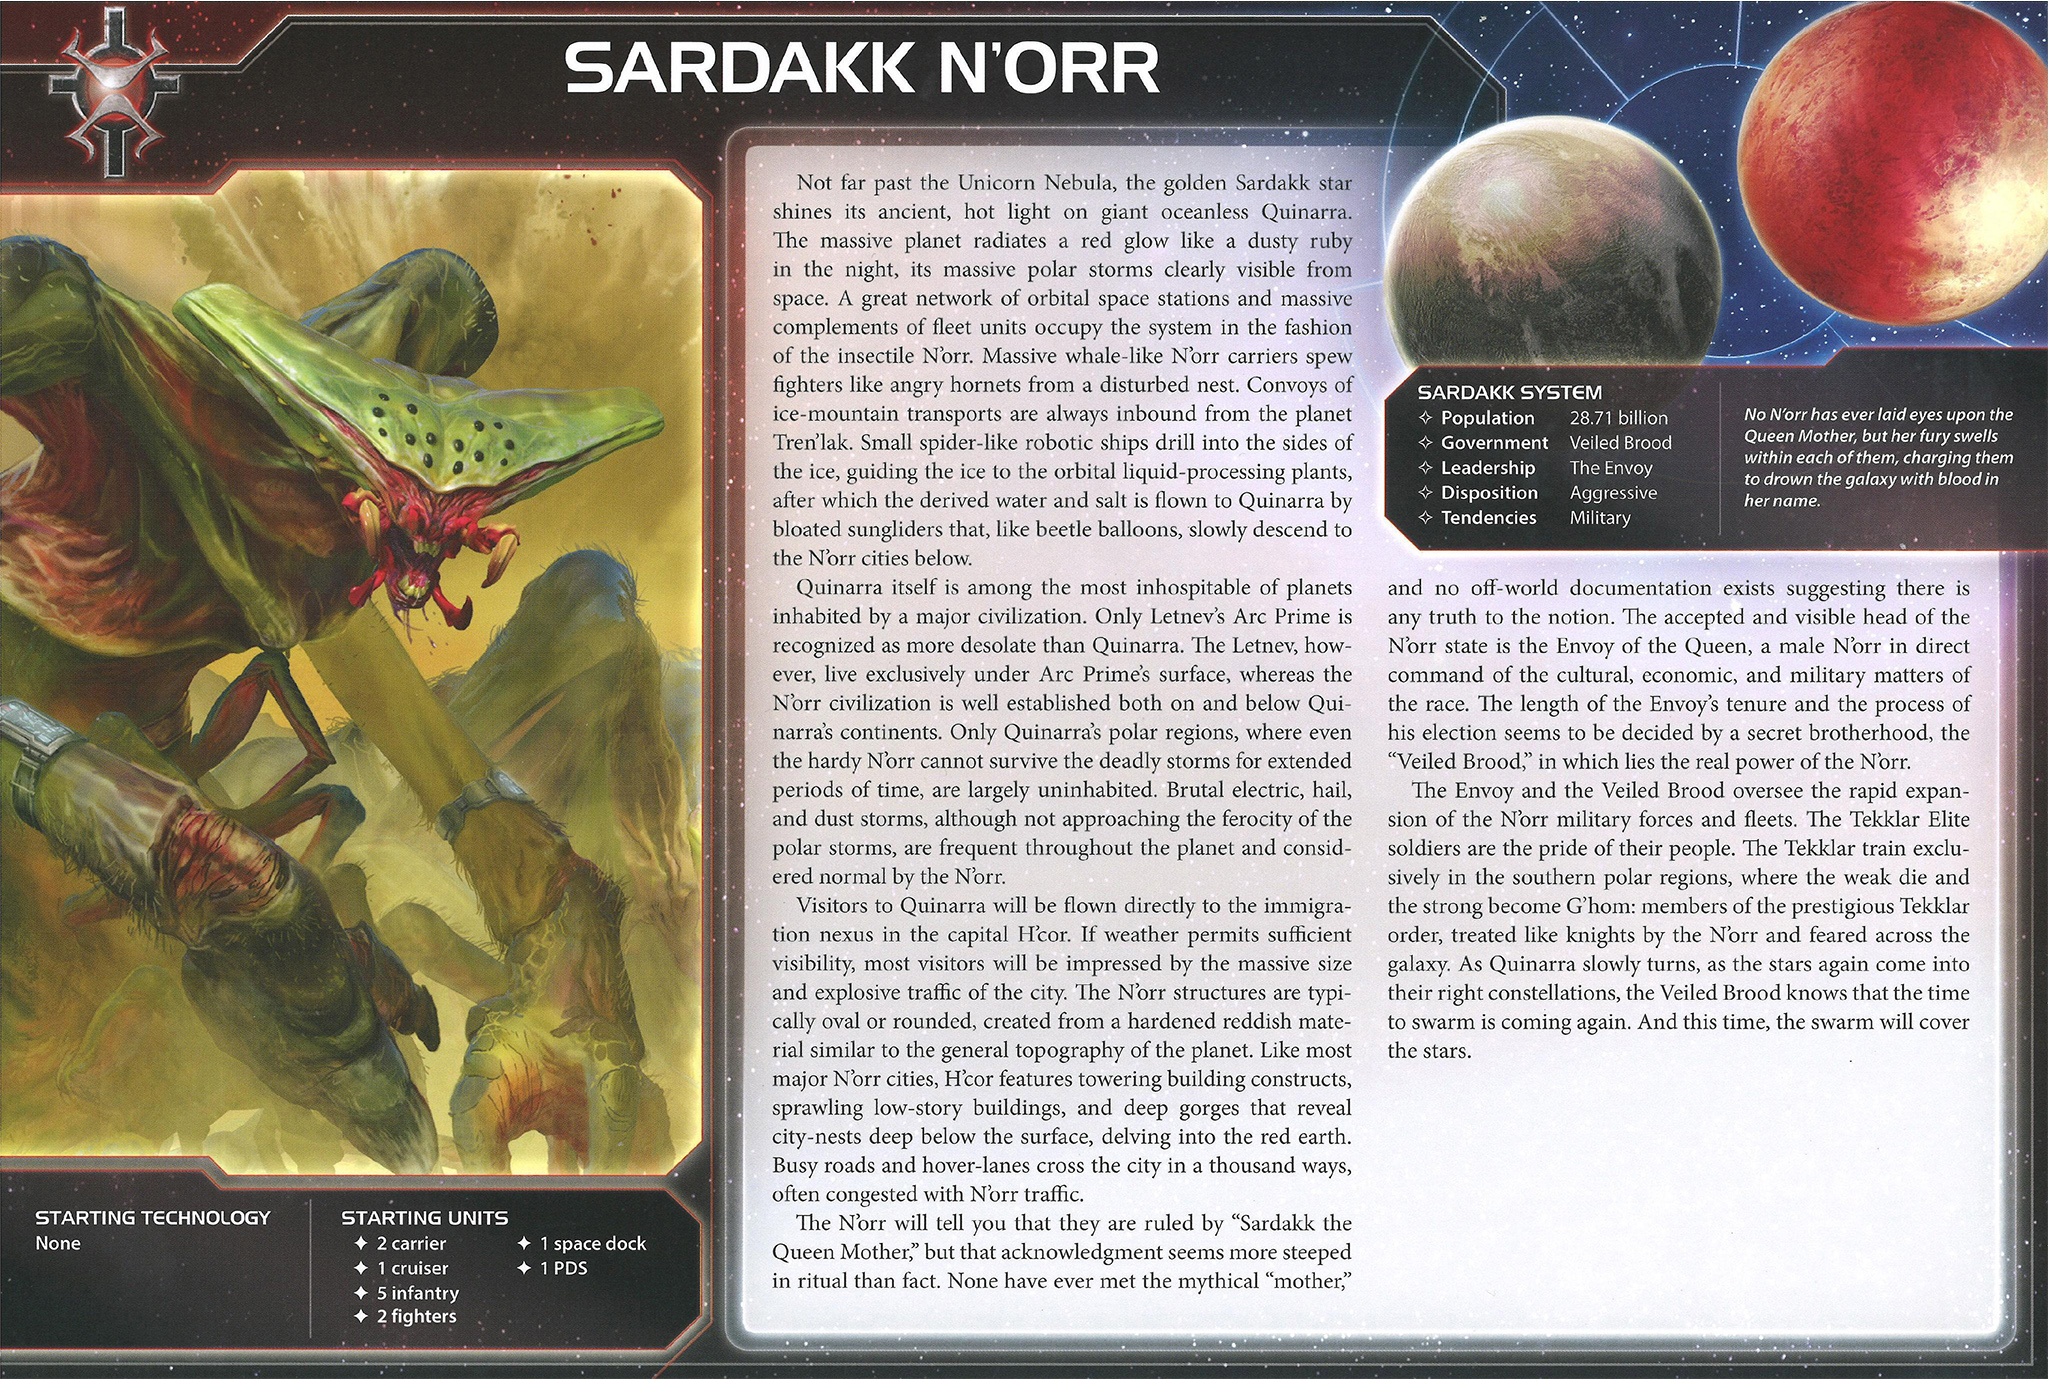 SARDAKK N'ORR
Not far past the Unicorn Nebula, the golden Sardakk star
shines its ancient, hot light on giant oceanless Quinarra.
The massive planet radiates a red glow like a dusty ruby
in the night, its massive polar storms clearly visible from
space. A great network of orbital space stations and massive
complements of fleet units occupy the system in the fashion
of the insectile N'orr. Massive whale-like N'orr carriers spew
fighters like angry hornets from a disturbed nest. Convoys of
ice-mountain transports are always inbound from the planet
Tren'lak. Small spider-like robotic ships drill into the sides of
the ice, guiding the ice to the orbital liquid-processing plants,
after which the derived water and salt is flown to Quinarra by
bloated sungliders that, like beetle balloons, slowly descend to
the N'orr cities below.
Quinarra itself is among the most inhospitable of planets
inhabited by a major civilization. Only Letnev's Arc Prime is
recognized as more desolate than Quinarra. The Letnev, how-
ever, live exclusively under Arc Prime's surface, whereas the
N'orr civilization is well established both on and below Qui-
narra's continents. Only Quinarra's polar regions, where even
the hardy N'orr cannot survive the deadly storms for extended
periods of time, are largely uninhabited. Brutal electric, hail,
and dust storms, although not approaching the ferocity of the
polar storms, are frequent throughout the planet and consid-
ered normal by the N'orr.
Visitors to Quinarra will be flown directly to the immigra-
tion nexus in the capital H'cor. If weather permits sufficient
visibility, most visitors will be impressed by the massive size
and explosive traffic of the city. The N'orr structures are typi-
cally oval or rounded, created from a hardened reddish mate-
rial similar to the general topography of the planet. Like most
major N'orr cities, H'cor features towering building constructs,
sprawling low-story buildings, and deep gorges that reveal
city-nests deep below the surface, delving into the red earth.
Busy roads and hover-lanes cross the city in a thousand ways,
often congested with N'orr traffic.
The N'orr will tell you that they are ruled by "Sardakk the
Queen Mother," but that acknowledgment seems more steeped
in ritual than fact. None have ever met the mythical "mother,"
and no off-world documentation exists suggesting there is
any truth to the notion. The accepted and visible head of the
N'orr state is the Envoy of the Queen, a male N'orr in direct
command of the cultural, economic, and military matters of
the race. The length of the Envoy's tenure and the process of
his election seems to be decided by a secret brotherhood, the
"Veiled Brood," in which lies the real power of the N'orr.
The Envoy and the Veiled Brood oversee the rapid expan-
sion of the N'orr military forces and fleets. The Tekklar Elite
soldiers are the pride of their people. The Tekklar train exclu-
sively in the southern polar regions, where the weak die and
the strong become G'hom: members of the prestigious Tekklar
order, treated like knights by the N'orr and feared across the
galaxy. As Quinarra slowly turns, as the stars again come into
their right constellations, the Veiled Brood knows that the time
to swarm is coming again. And this time, the swarm will cover
the stars.
SARDAKK SYSTEM
Population 28.71 billion
Government Veiled Brood
Leadership The Envoy
Disposition Aggressive
Tendencies Military
No N'orr has ever laid eyes upon the
Queen Mother, but her fury swells
within each of them, charging them
to drown the galaxy with blood in
her name.
STARTING TECHNOLOGY
None
STARTING UNITS
2 carrier
1 cruiser
5 infantry
2 fighters
1 space dock
1 PDS